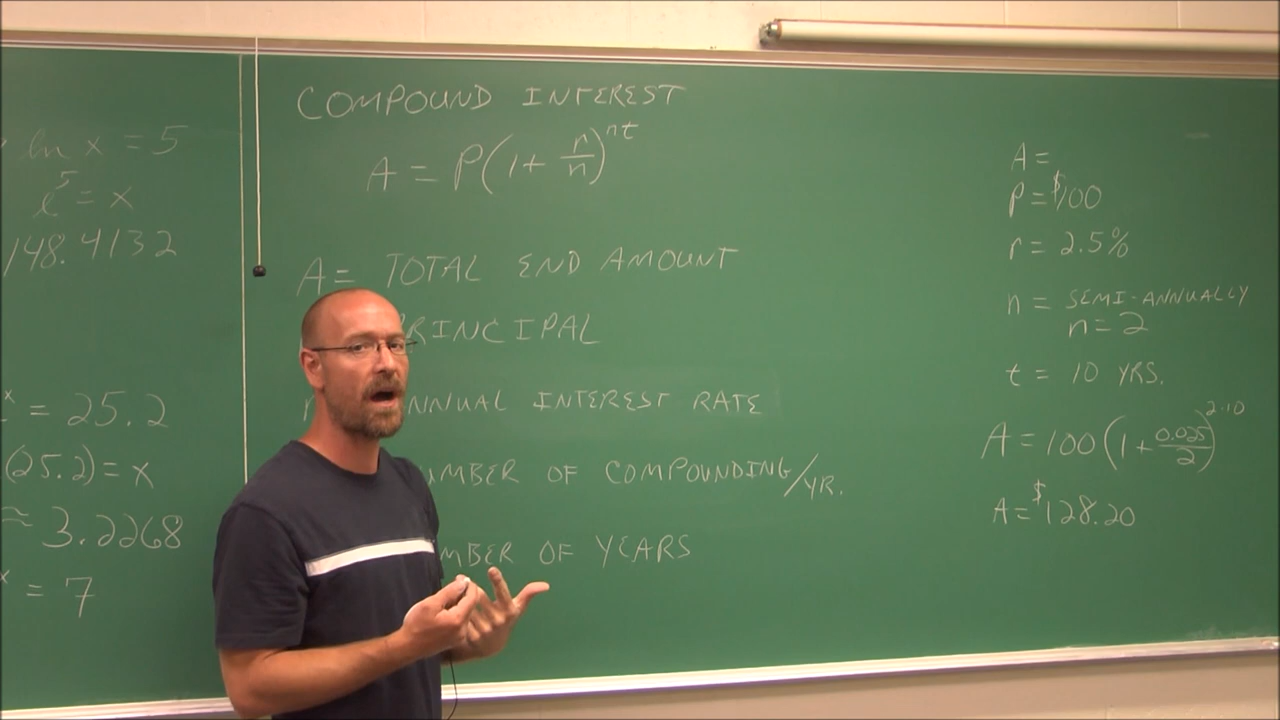 ln x = 5
e^5 = x
148.4132
x = 25.2
(25.2) = x
≈ 3.2268
x = 7
COMPOUND INTEREST
A = P(1 + r/n)^nt
A = TOTAL END AMOUNT
PRINCIPAL
ANNUAL INTEREST RATE
NUMBER OF COMPOUNDING/YR.
MBER OF YEARS
A =
P = $100
r = 2.5%
n = SEMI-ANNUALLY
n = 2
t = 10 YRS.
A = 100(1 + 0.025/2)^2·10
A = $128.20